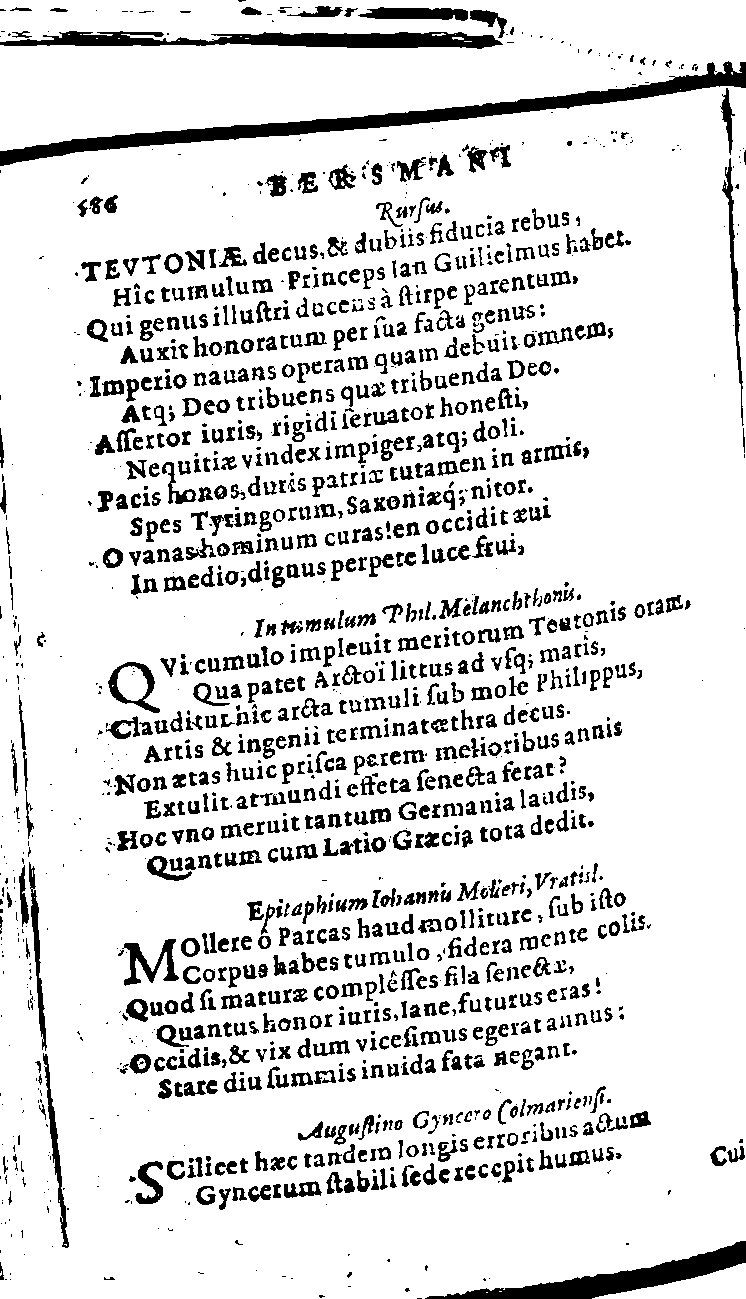 586
BERSMANI
Rursus.
TEVTONIÆ decus, & dubiis fiducia rebus,
Hîc tumulum Princeps Ian Guilielmus habet.
Qui genus illuſtri ducens à ſtirpe parentum,
Auxit honoratum per ſua facta genus:
Imperio nauans operam quam debuit omnem,
Atq; Deo tribuens quæ tribuenda Deo.
Aſſertor iuris, rigidi ſeruator honeſti,
Nequitiæ vindex impiger, atq; doli.
Pacis honos, duris patriæ tutamen in armis,
Spes Tyringorum, Saxoniæq́; nitor.
O vanas hominum curas! en occidit æui
In medio, dignus perpete luce frui,
In tumulum Phil. Melanchthonis.
QVi cumulo impleuit meritorum Teutonis oram,
Qua patet Arctoï littus ad vſq; maris,
Clauditur hîc arcta tumuli ſub mole Philippus,
Artis & ingenii terminat æthra decus.
Non ætas huic priſca parem melioribus annis
Extulit. at mundi effeta ſenecta ferat?
Hoc vno meruit tantum Germania laudis,
Quantum cum Latio Græcia tota dedit.
Epitaphium Iohannis Molleri, Vratiſl.
MOllere ô Parcas haud molliture, ſub iſto
Corpus habes tumulo, ſidera mente colis.
Quod ſi maturæ complêſſes fila ſenectæ,
Quantus honor iuris, Iane, futurus eras!
Occidis, & vix dum viceſimus egerat annus:
Stare diu ſummis inuida fata negant.
Auguſtino Gyncero Colmarienſi.
SCilicet hæc tandem longis erroribus actum
Gyncerum ſtabili ſede recepit humus.
Cui